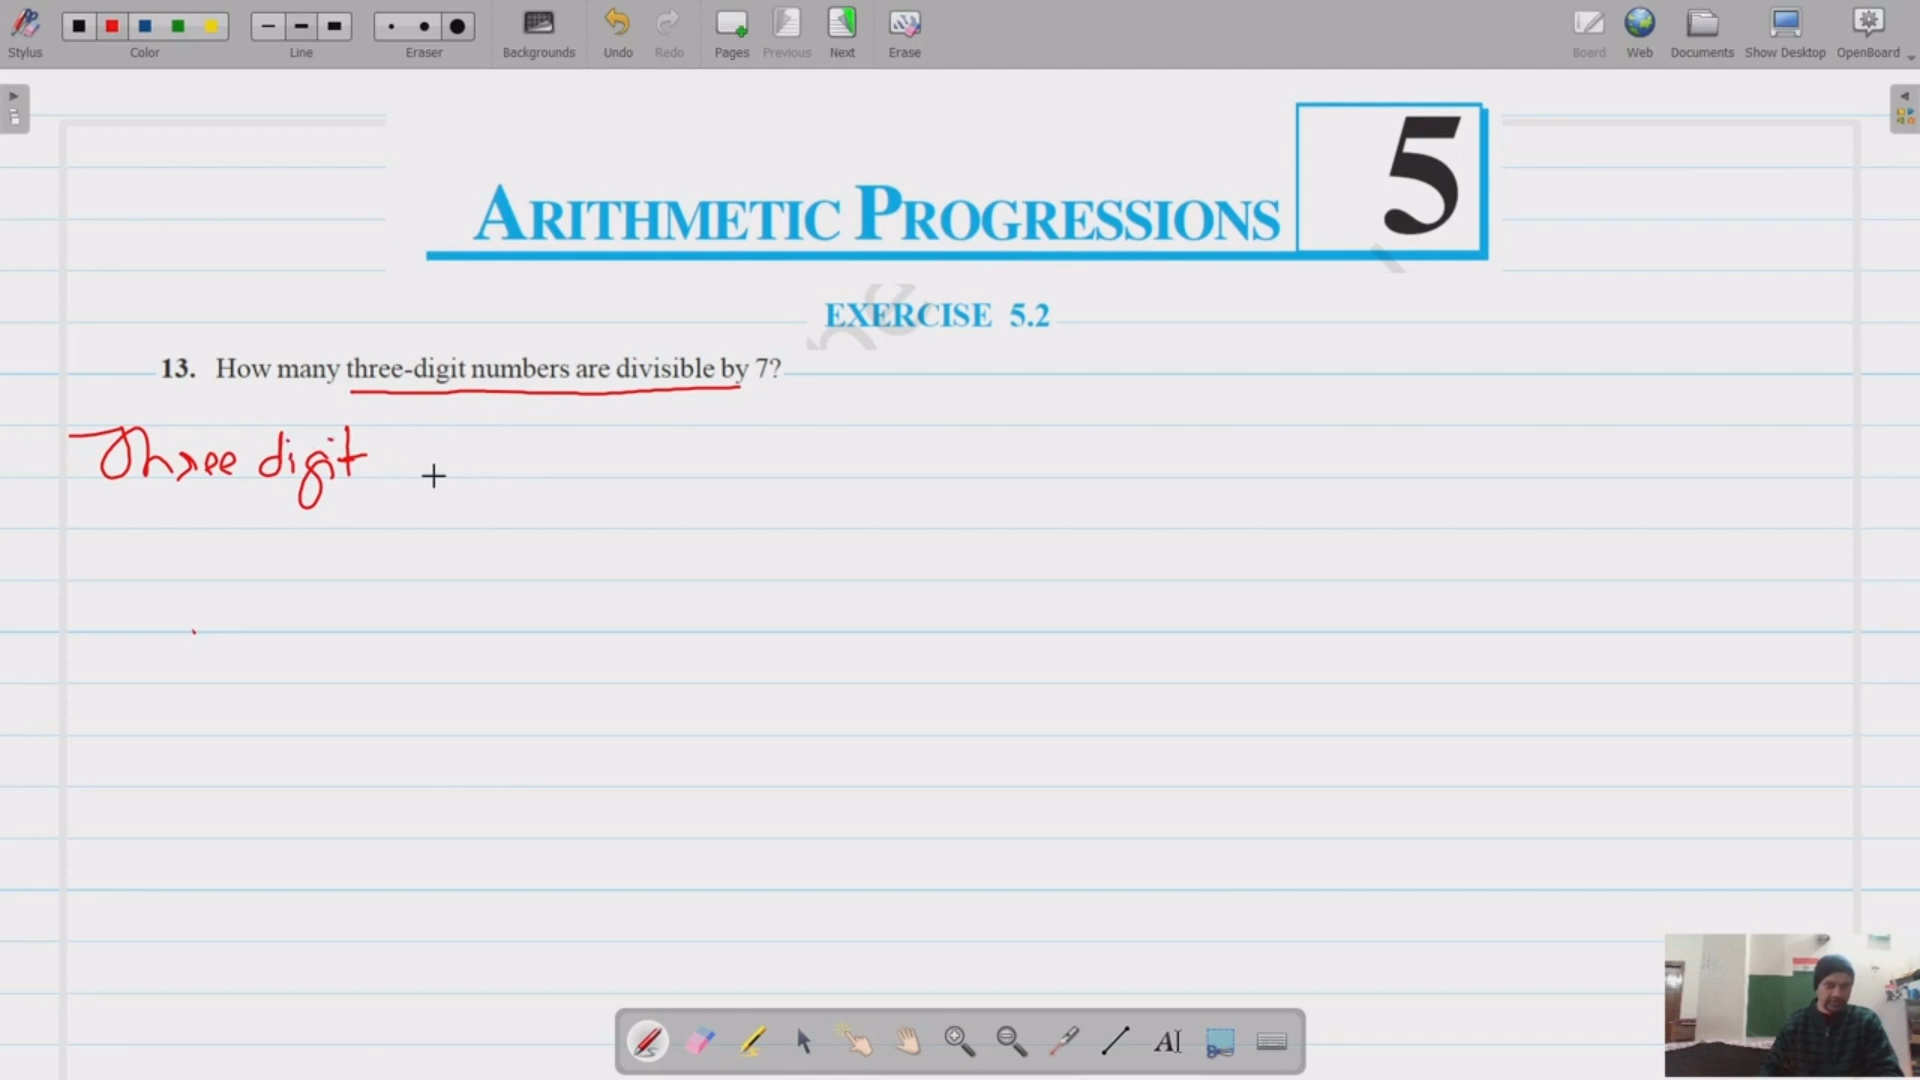 Stylus Color Line Eraser Backgrounds Undo Redo Pages Previous Next Erase Board Web Documents Show Desktop OpenBoard
ARITHMETIC PROGRESSIONS 5
EXERCISE 5.2
13. How many three-digit numbers are divisible by 7?
Three digit